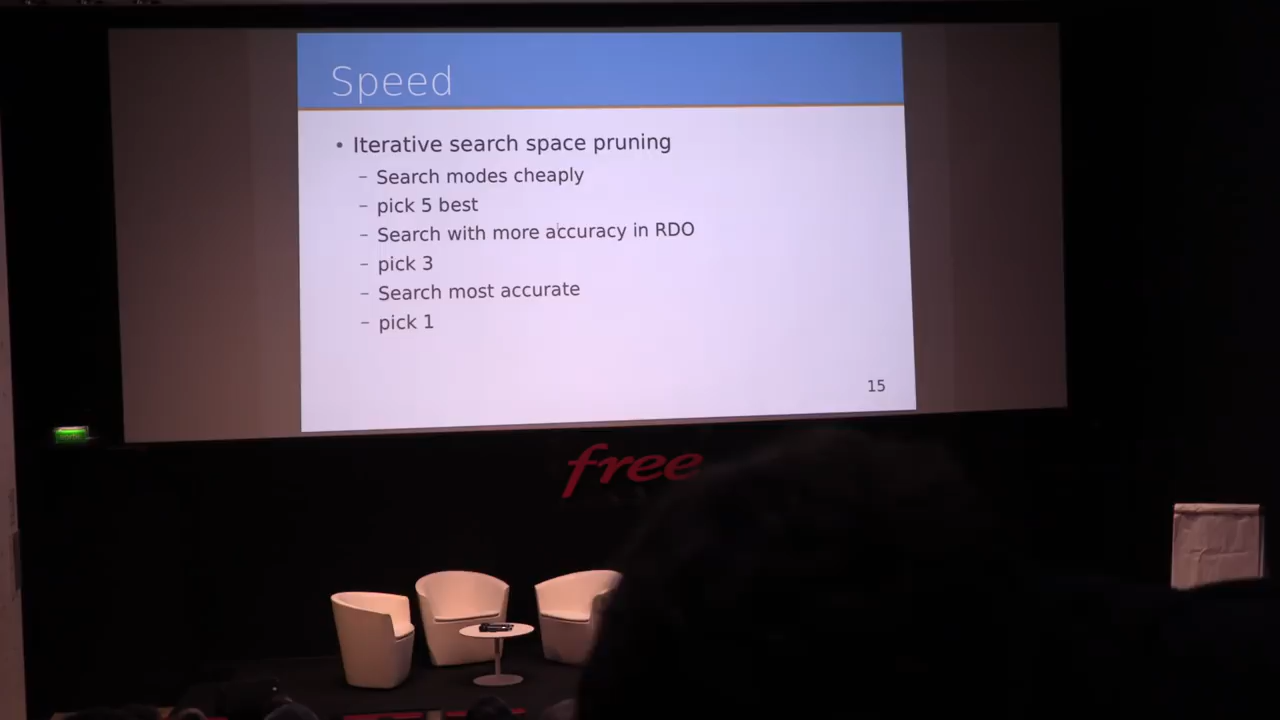 Speed
• Iterative search space pruning
– Search modes cheaply
– pick 5 best
– Search with more accuracy in RDO
– pick 3
– Search most accurate
– pick 1
15
free